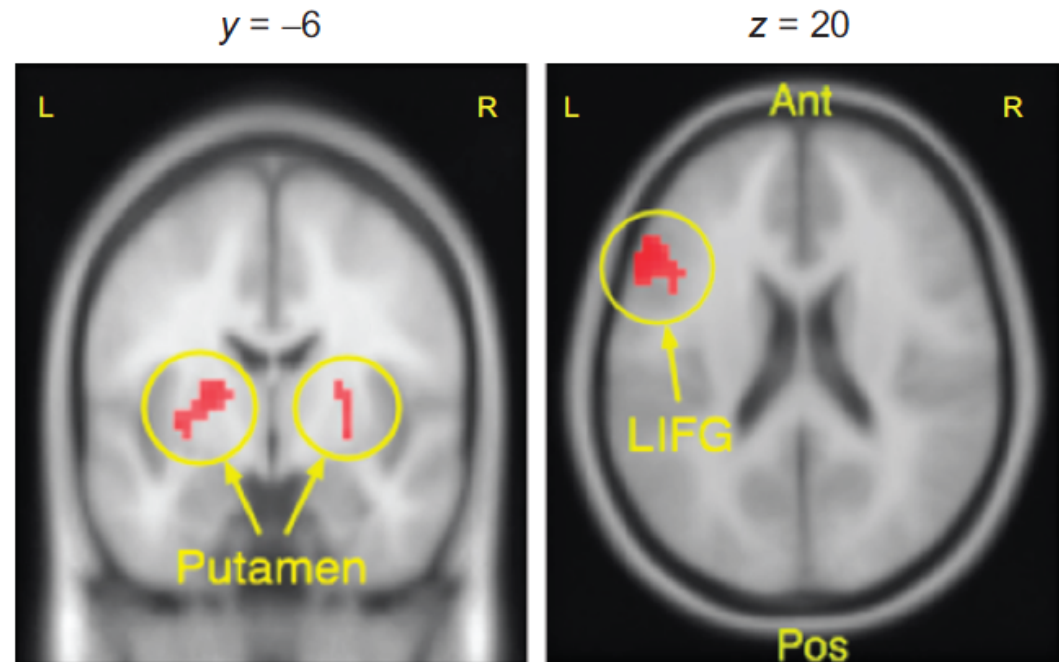 y = –6
z = 20
L
R
L
Ant
R
LIFG
Putamen
Pos